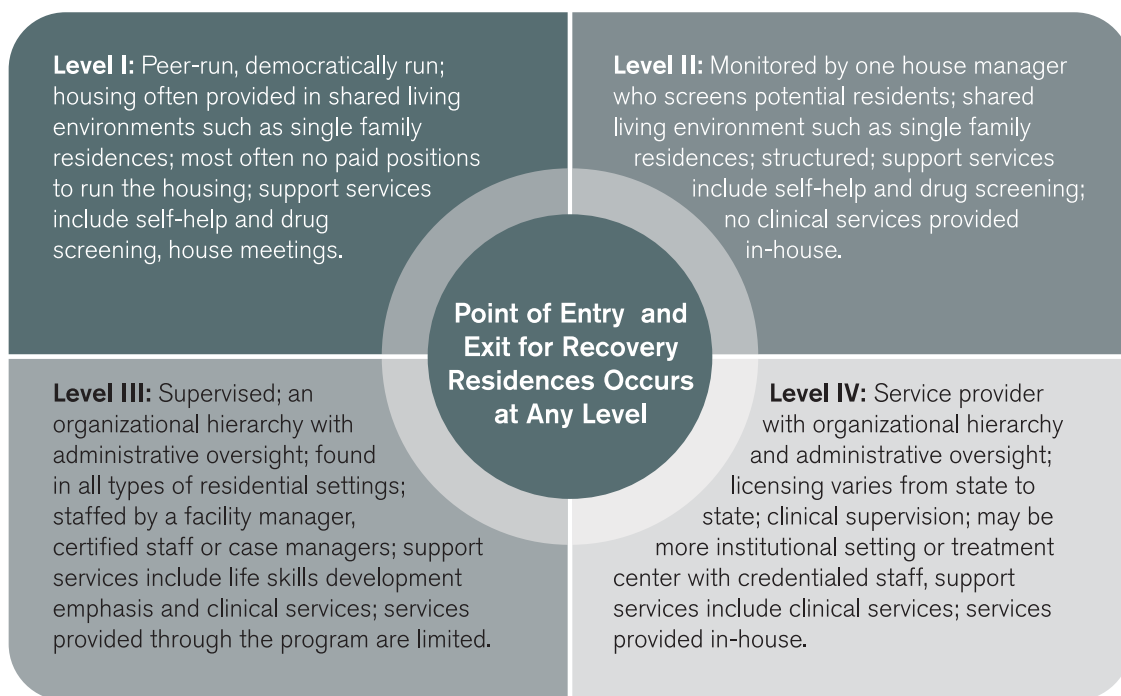 Level I: Peer-run, democratically run;
housing often provided in shared living
environments such as single family
residences; most often no paid positions
to run the housing; support services
include self-help and drug
screening, house meetings.
Level II: Monitored by one house manager
who screens potential residents; shared
living environment such as single family
residences; structured; support services
include self-help and drug screening;
no clinical services provided
in-house.
Point of Entry and
Exit for Recovery
Residences Occurs
at Any Level
Level III: Supervised; an
organizational hierarchy with
administrative oversight; found
in all types of residential settings;
staffed by a facility manager,
certified staff or case managers; support
services include life skills development
emphasis and clinical services; services
provided through the program are limited.
Level IV: Service provider
with organizational hierarchy
and administrative oversight;
licensing varies from state to
state; clinical supervision; may be
more institutional setting or treatment
center with credentialed staff, support
services include clinical services; services
provided in-house.